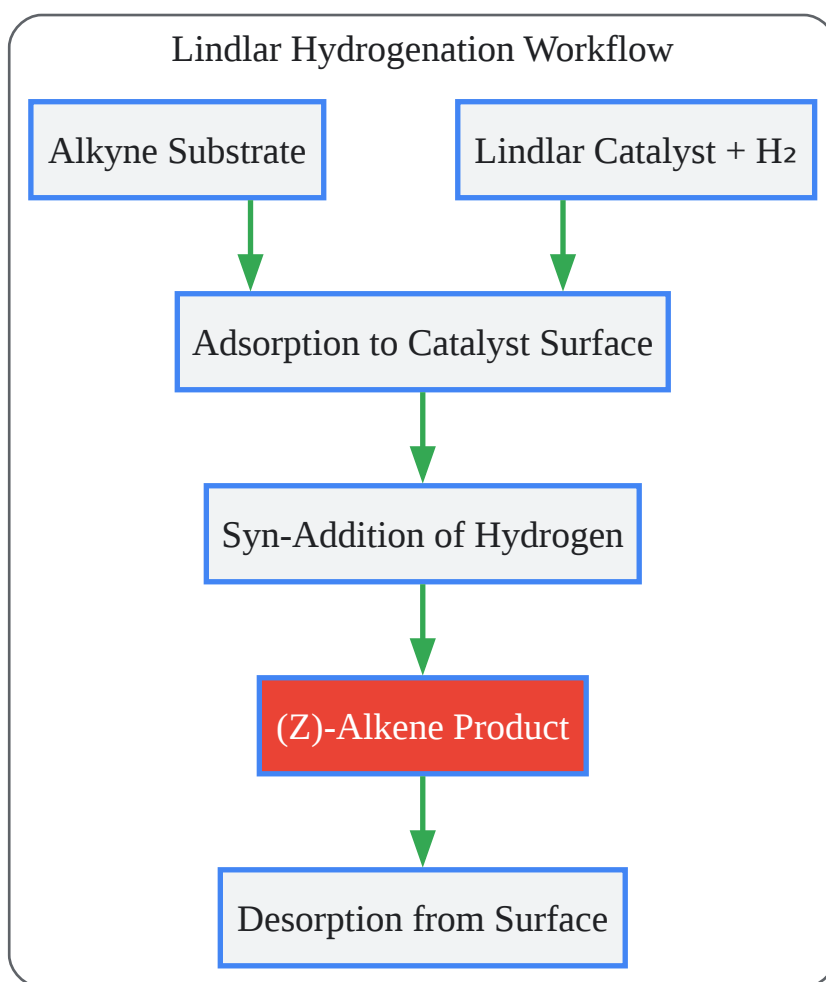 Lindlar Hydrogenation Workflow
Alkyne Substrate
Lindlar Catalyst + H₂
Adsorption to Catalyst Surface
Syn-Addition of Hydrogen
(Z)-Alkene Product
Desorption from Surface